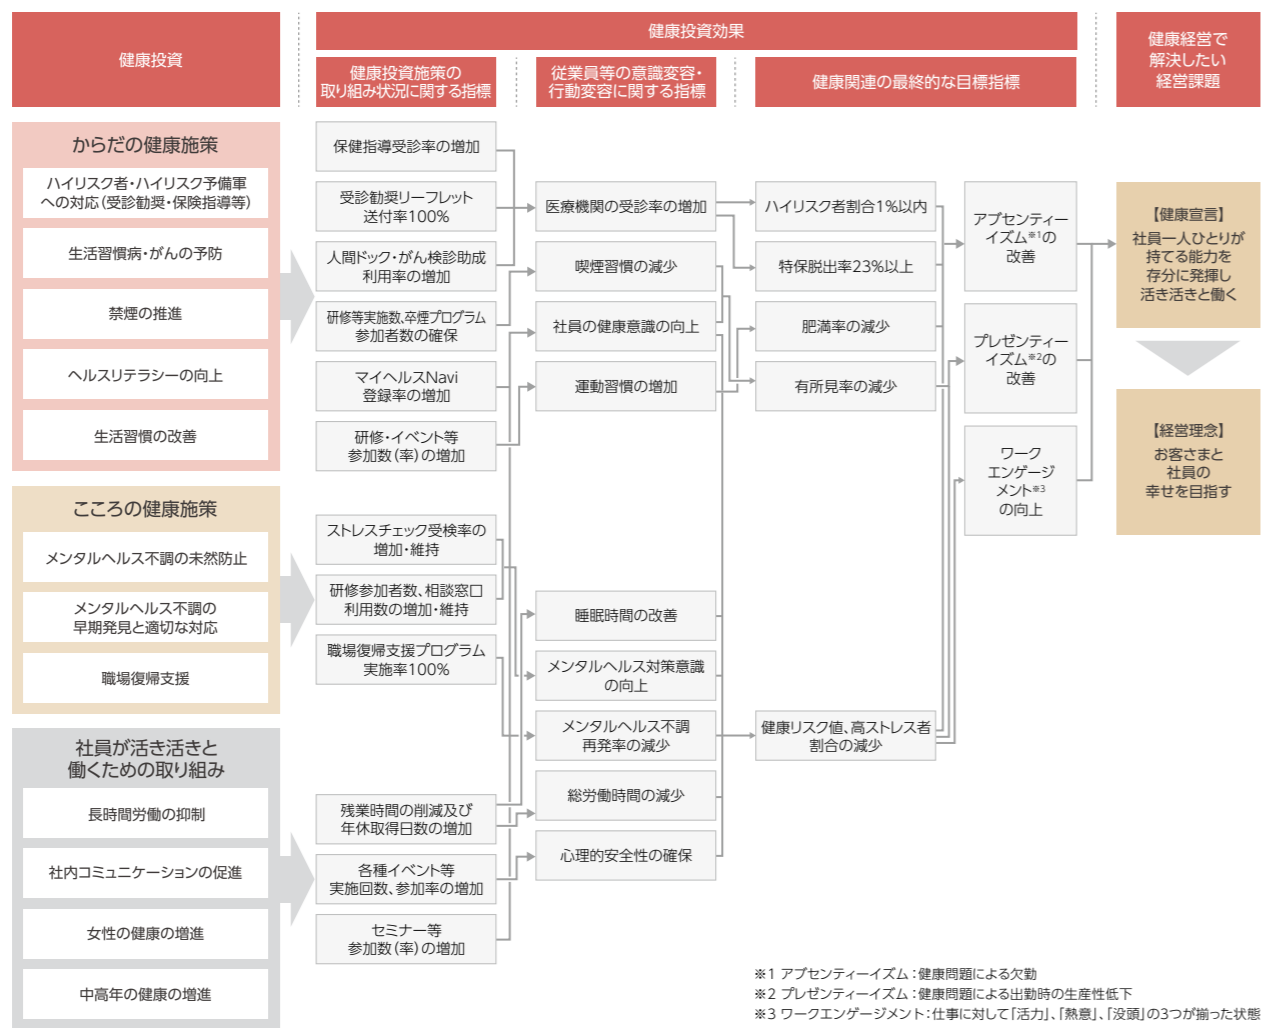 健康投資
健康投資効果
健康投資施策の
取り組み状況に関する指標
従業員等の意識変容・
行動変容に関する指標
健康関連の最終的な目標指標
健康経営で
解決したい
経営課題
からだの健康施策
ハイリスク者・ハイリスク予備軍
への対応（受診勧奨・保険指導等）
生活習慣病・がんの予防
禁煙の推進
ヘルスリテラシーの向上
生活習慣の改善
こころの健康施策
メンタルヘルス不調の未然防止
メンタルヘルス不調の
早期発見と適切な対応
職場復帰支援
社員が活き活きと
働くための取り組み
長時間労働の抑制
社内コミュニケーションの促進
女性の健康の増進
中高年の健康の増進
保健指導受診率の増加
受診勧奨リーフレット
送付率100%
人間ドック・がん検診助成
利用率の増加
研修等実施数、卒煙プログラム
参加者数の確保
マイヘルスNavi
登録率の増加
研修・イベント等
参加数（率）の増加
ストレスチェック受検率の
増加・維持
研修参加者数、相談窓口
利用数の増加・維持
職場復帰支援プログラム
実施率100%
残業時間の削減及び
年休取得日数の増加
各種イベント等
実施回数、参加率の増加
セミナー等
参加数（率）の増加
医療機関の受診率の増加
喫煙習慣の減少
社員の健康意識の向上
運動習慣の増加
睡眠時間の改善
メンタルヘルス対策意識
の向上
メンタルヘルス不調
再発率の減少
総労働時間の減少
心理的安全性の確保
ハイリスク者割合1%以内
特保脱出率23%以上
肥満率の減少
有所見率の減少
健康リスク値、高ストレス者
割合の減少
アブセンティー
イズム※1の
改善
プレゼンティー
イズム※2の
改善
ワーク
エンゲージ
メント※3
の向上
【健康宣言】
社員一人ひとりが
持てる能力を
存分に発揮し
活き活きと働く
【経営理念】
お客さまと
社員の
幸せを目指す
※1 アブセンティーイズム：健康問題による欠勤
※2 プレゼンティーイズム：健康問題による出勤時の生産性低下
※3 ワークエンゲージメント：仕事に対して「活力」、「熱意」、「没頭」の3つが揃った状態